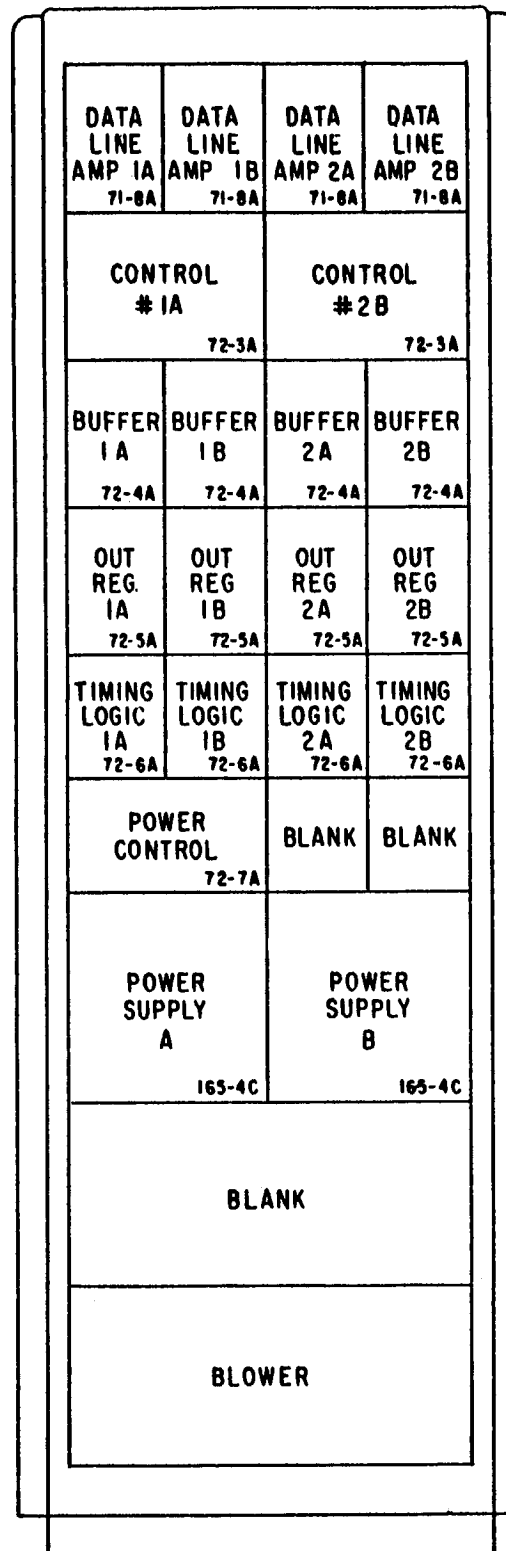 DATA LINE AMP 1A 71-8A
DATA LINE AMP 1B 71-8A
DATA LINE AMP 2A 71-8A
DATA LINE AMP 2B 71-8A
CONTROL # 1A 72-3A
CONTROL # 2B 72-3A
BUFFER 1A 72-4A
BUFFER 1B 72-4A
BUFFER 2A 72-4A
BUFFER 2B 72-4A
OUT REG. 1A 72-5A
OUT REG 1B 72-5A
OUT REG 2A 72-5A
OUT REG 2B 72-5A
TIMING LOGIC 1A 72-6A
TIMING LOGIC 1B 72-6A
TIMING LOGIC 2A 72-6A
TIMING LOGIC 2B 72-6A
POWER CONTROL 72-7A
BLANK
BLANK
POWER SUPPLY A 165-4C
POWER SUPPLY B 165-4C
BLANK
BLOWER